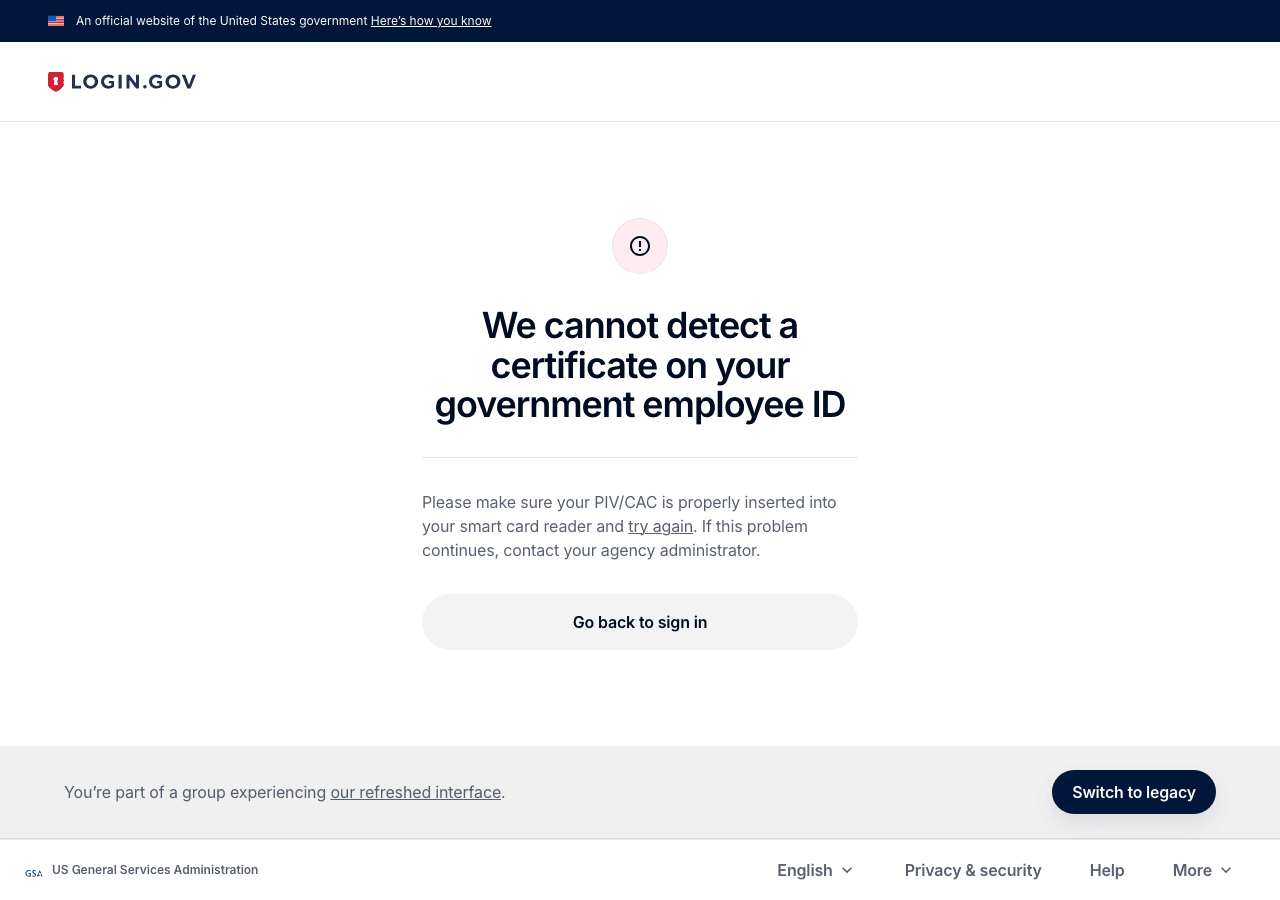 An official website of the United States government Here’s how you know
LOGIN.GOV
We cannot detect a
certificate on your
government employee ID
Please make sure your PIV/CAC is properly inserted into
your smart card reader and try again. If this problem
continues, contact your agency administrator.
Go back to sign in
You’re part of a group experiencing our refreshed interface.
Switch to legacy
GSA US General Services Administration
English
Privacy & security
Help
More